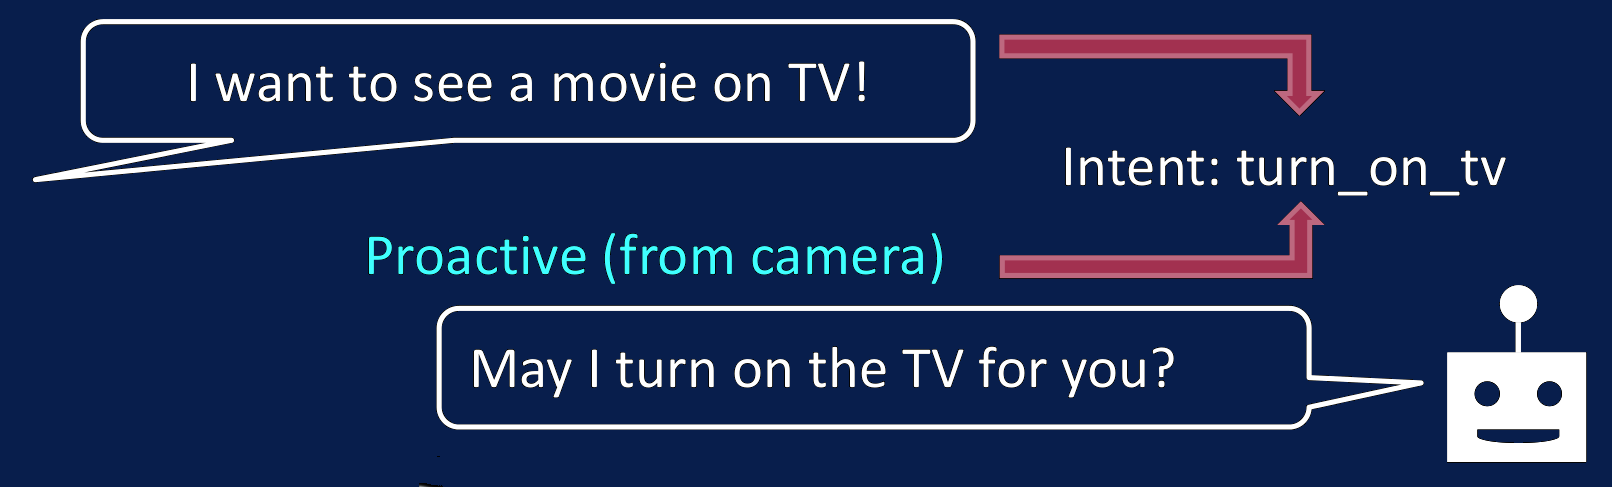 I want to see a movie on TV!
Intent: turn_on_tv
Proactive (from camera)
May I turn on the TV for you?